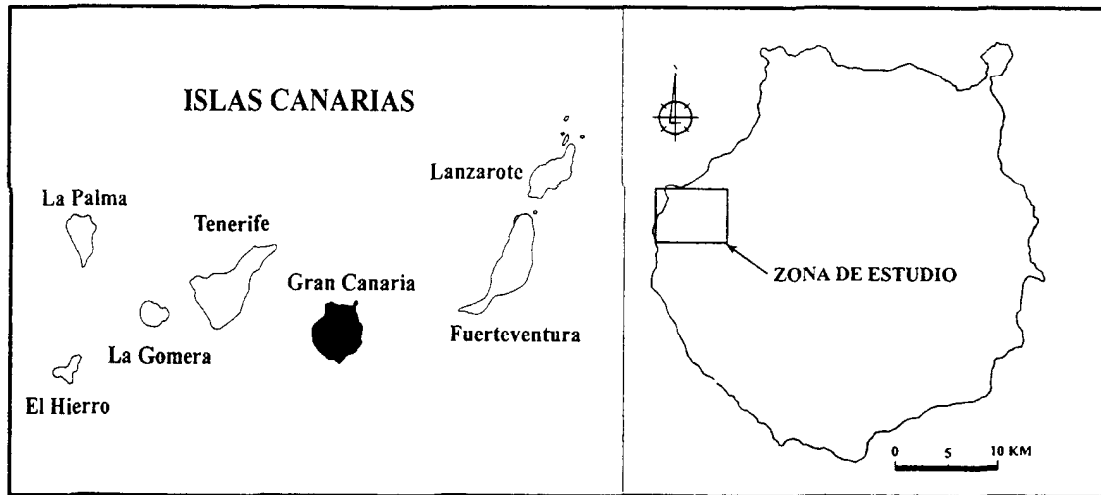 ISLAS CANARIAS
Lanzarote
La Palma
Tenerife
Gran Canaria
Fuerteventura
La Gomera
El Hierro
ZONA DE ESTUDIO
0 5 10 KM